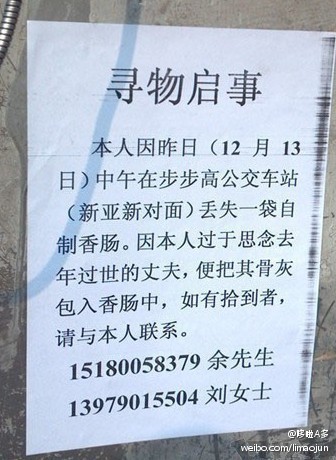 寻物启事
本人因昨日（12 月 13
日）中午在步步高公交车站
（新亚新对面）丢失一袋自
制香肠。因本人过于思念去
年过世的丈夫，便把其骨灰
包入香肠中，如有拾到者，
请与本人联系。
15180058379 余先生
13979015504 刘女士
@哆啦A多
weibo.com/limaojun